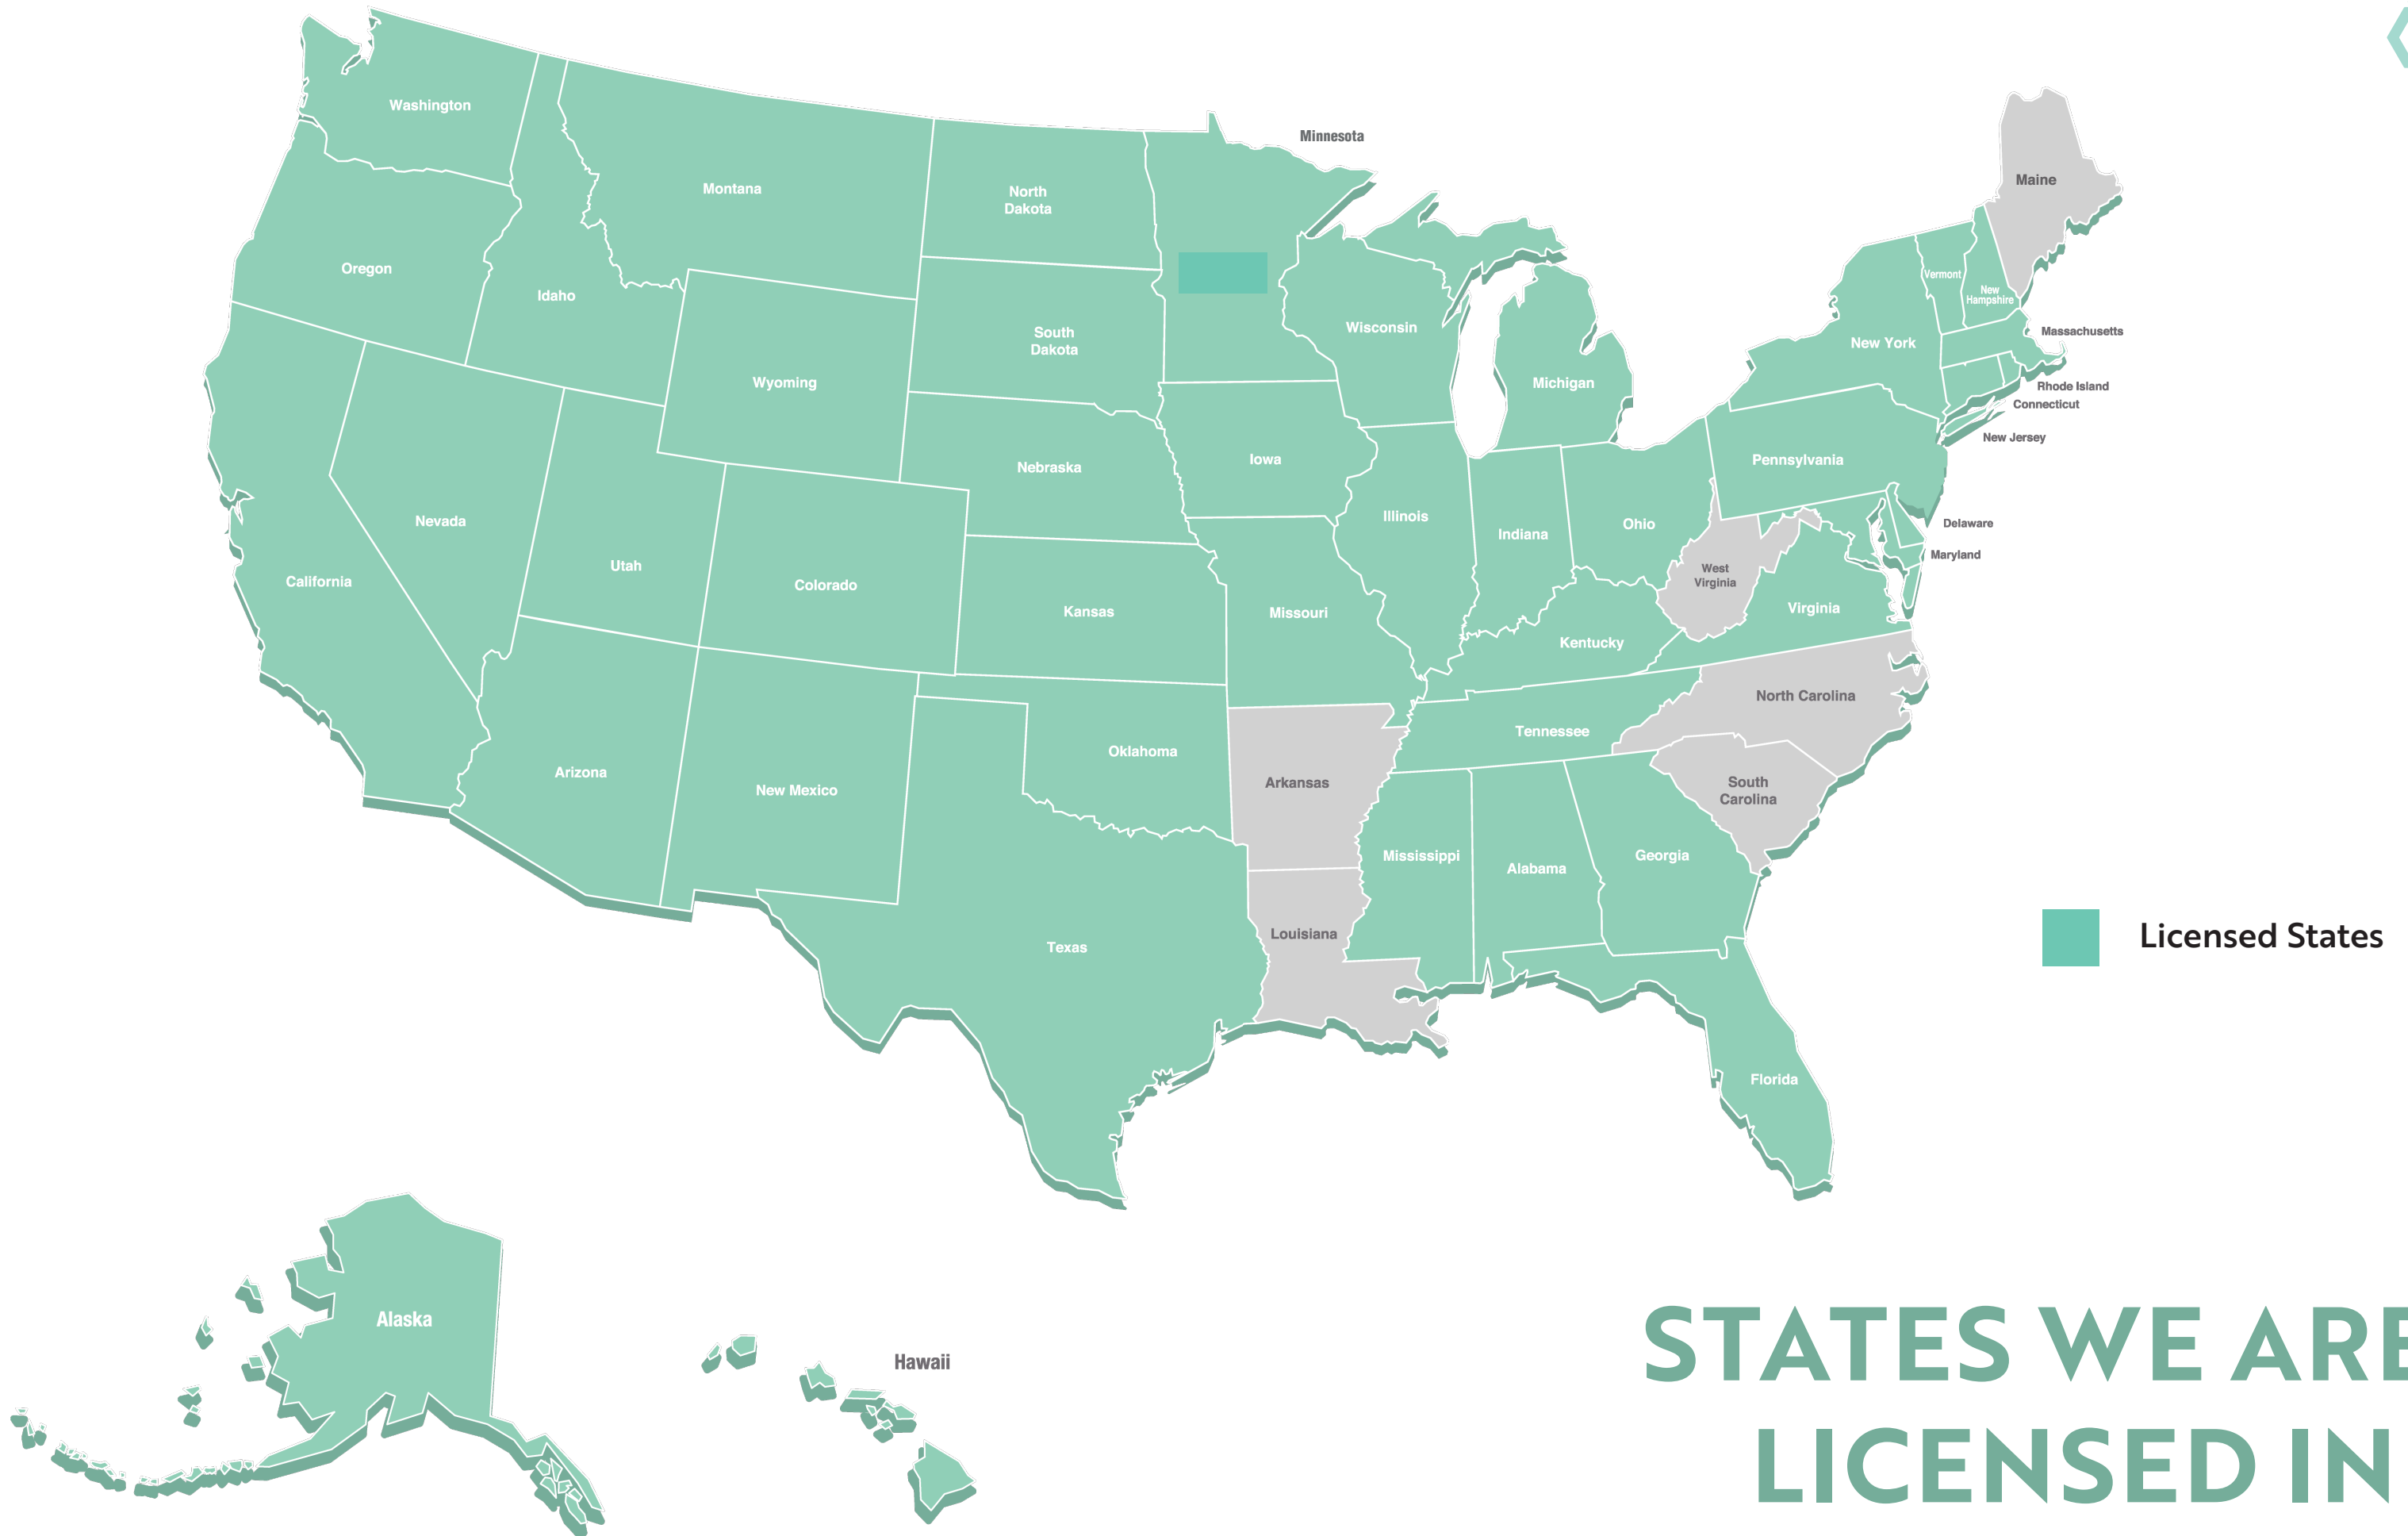 Washington
Minnesota
Montana
North
Dakota
Maine
Oregon
Idaho
Vermont
New
Hampshire
South
Dakota
Wisconsin
New York
Massachusetts
Wyoming
Michigan
Rhode Island
Connecticut
New Jersey
Nebraska
Iowa
Pennsylvania
Nevada
Illinois
Indiana
Ohio
Delaware
Maryland
Utah
California
Colorado
Kansas
Missouri
West
Virginia
Virginia
Kentucky
North Carolina
Tennessee
Oklahoma
Arizona
New Mexico
Arkansas
South
Carolina
Mississippi
Alabama
Georgia
Louisiana
Texas
Licensed States
Florida
Alaska
Hawaii
STATES WE ARE
LICENSED IN